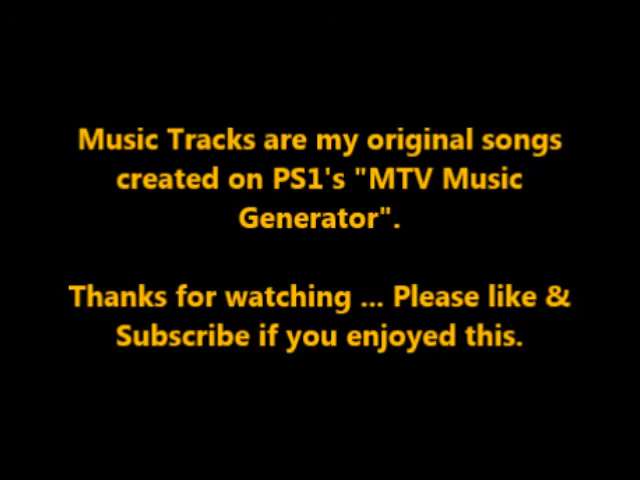 Music Tracks are my original songs
created on PS1's "MTV Music
Generator".
Thanks for watching ... Please like &
Subscribe if you enjoyed this.